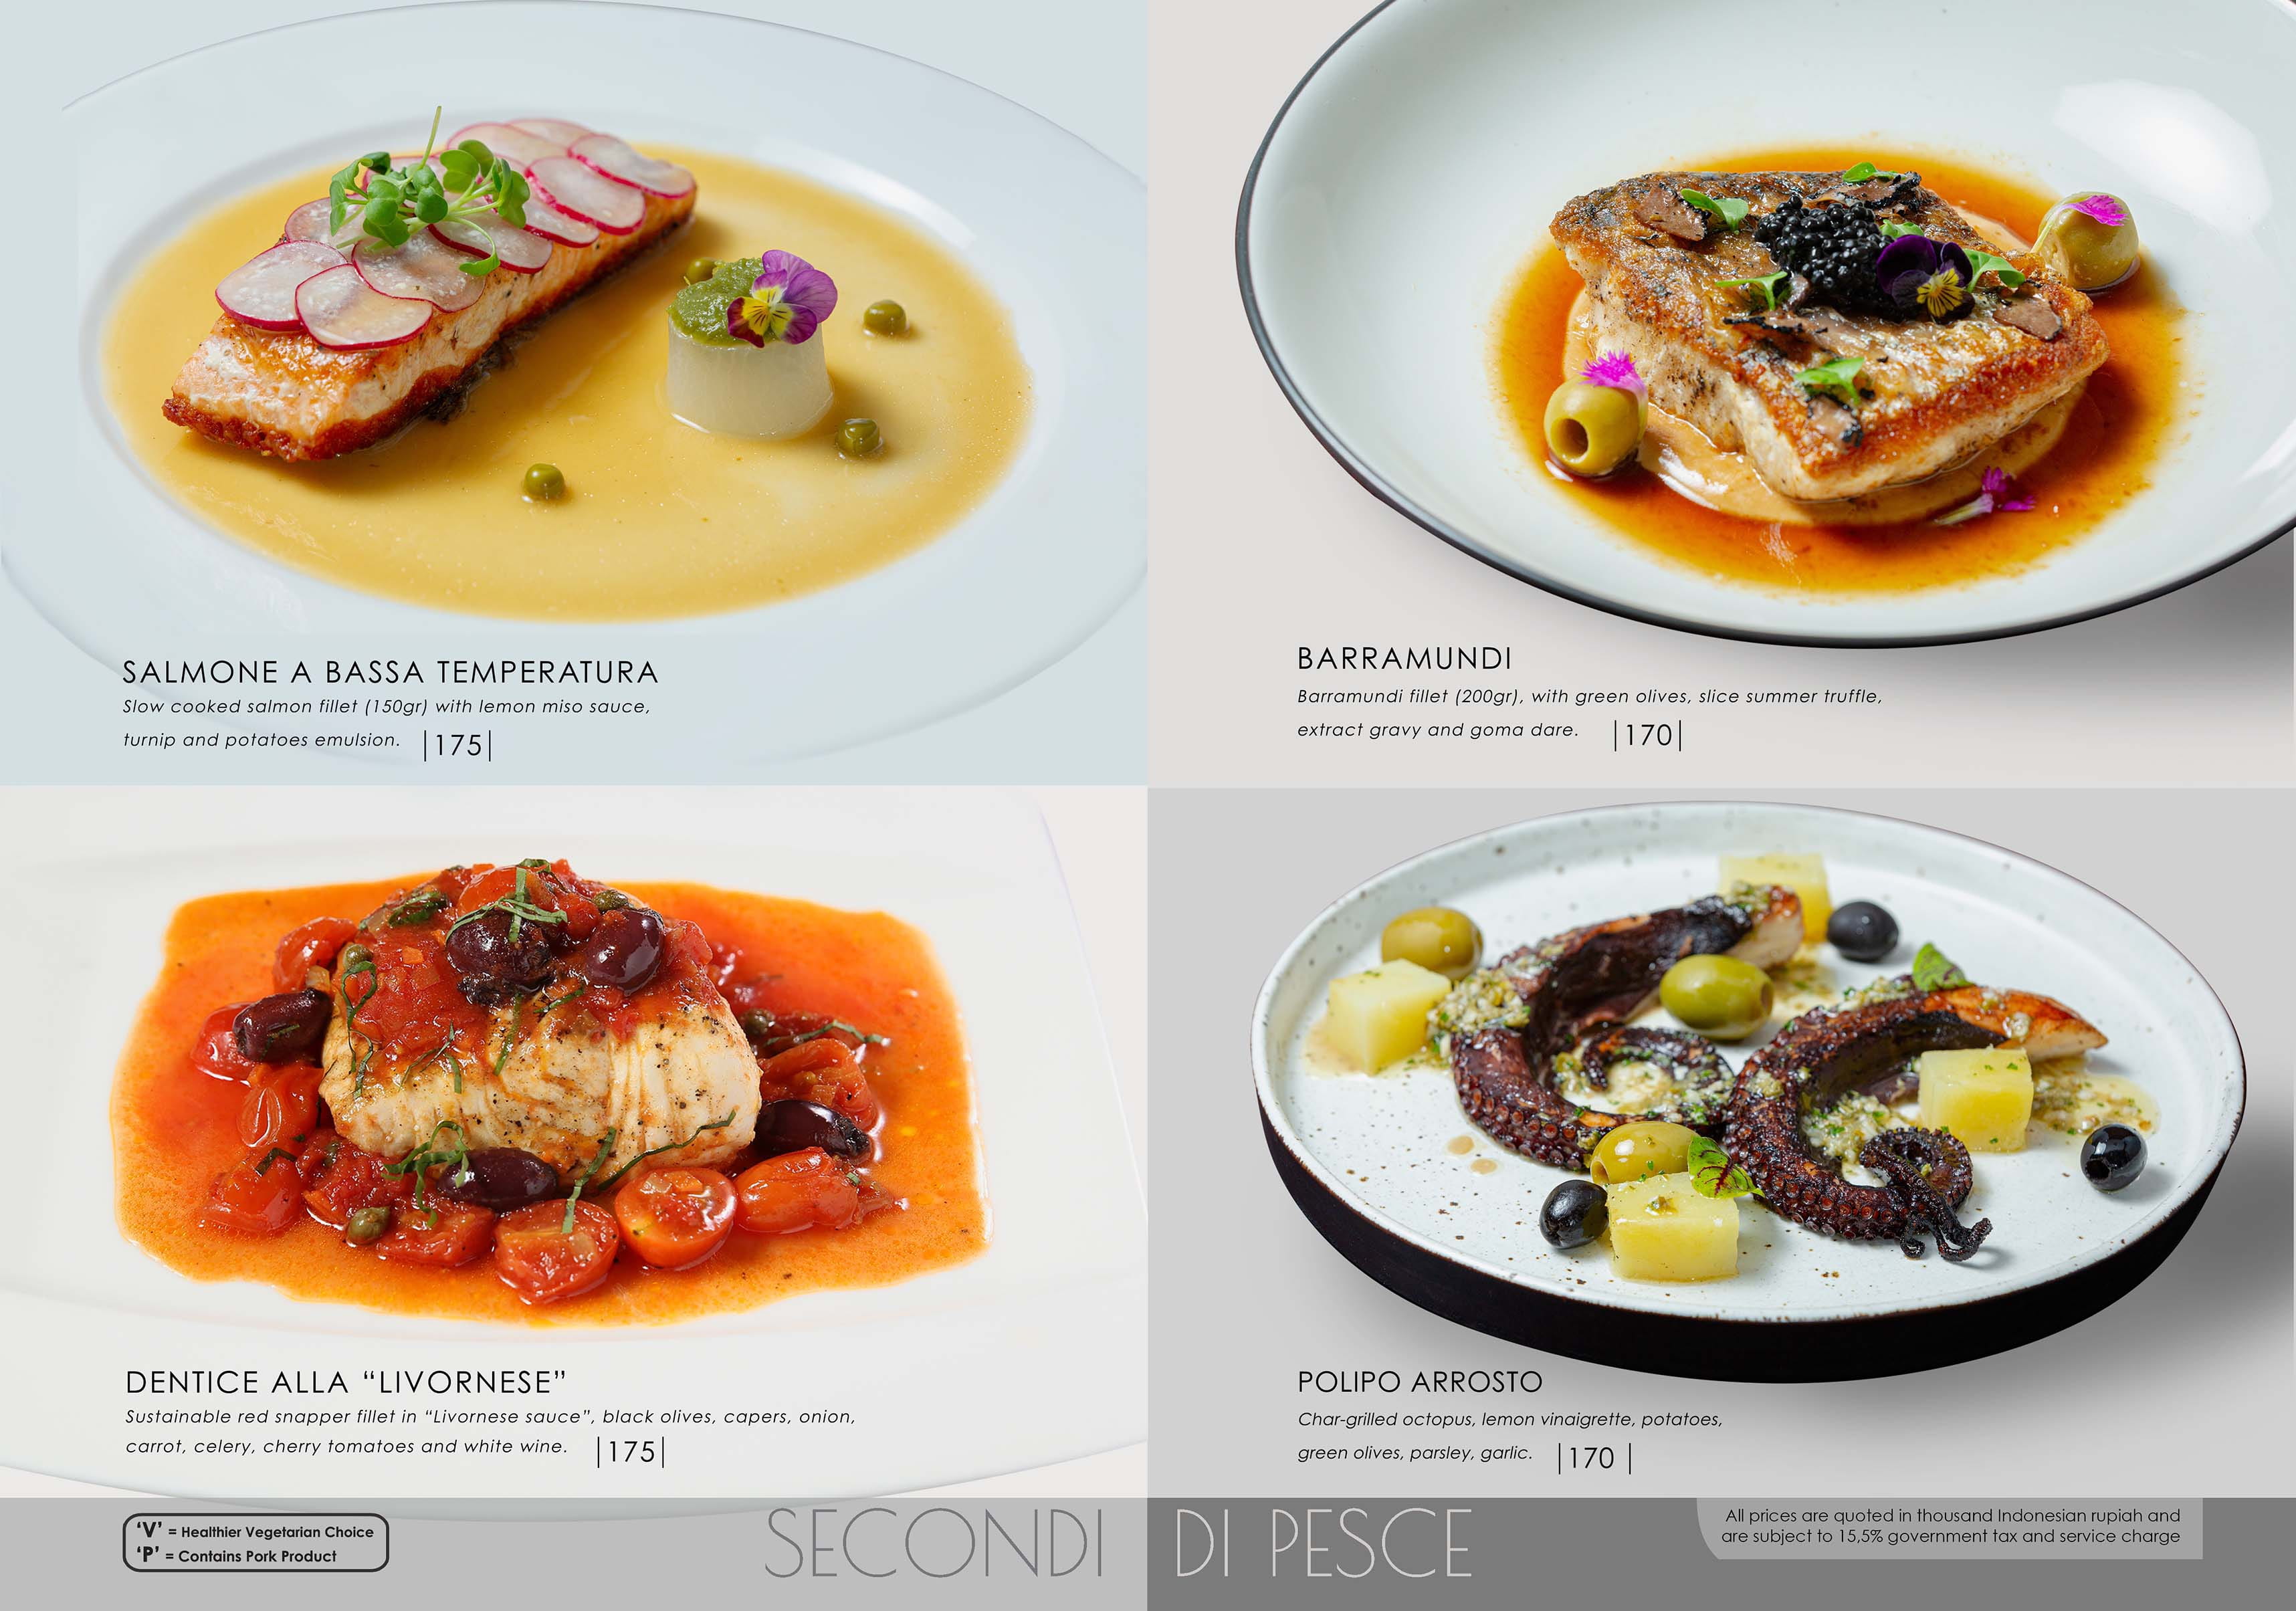 SALMONE A BASSA TEMPERATURA
Slow cooked salmon fillet (150gr) with lemon miso sauce,
turnip and potatoes emulsion. |175|
BARRAMUNDI
Barramundi fillet (200gr), with green olives, slice summer truffle,
extract gravy and goma dare. |170|
DENTICE ALLA “LIVORNESE”
Sustainable red snapper fillet in “Livornese sauce”, black olives, capers, onion,
carrot, celery, cherry tomatoes and white wine. |175|
POLIPO ARROSTO
Char-grilled octopus, lemon vinaigrette, potatoes,
green olives, parsley, garlic. |170 |
‘V’ = Healthier Vegetarian Choice
‘P’ = Contains Pork Product
SECONDI DI PESCE
All prices are quoted in thousand Indonesian rupiah and
are subject to 15,5% government tax and service charge